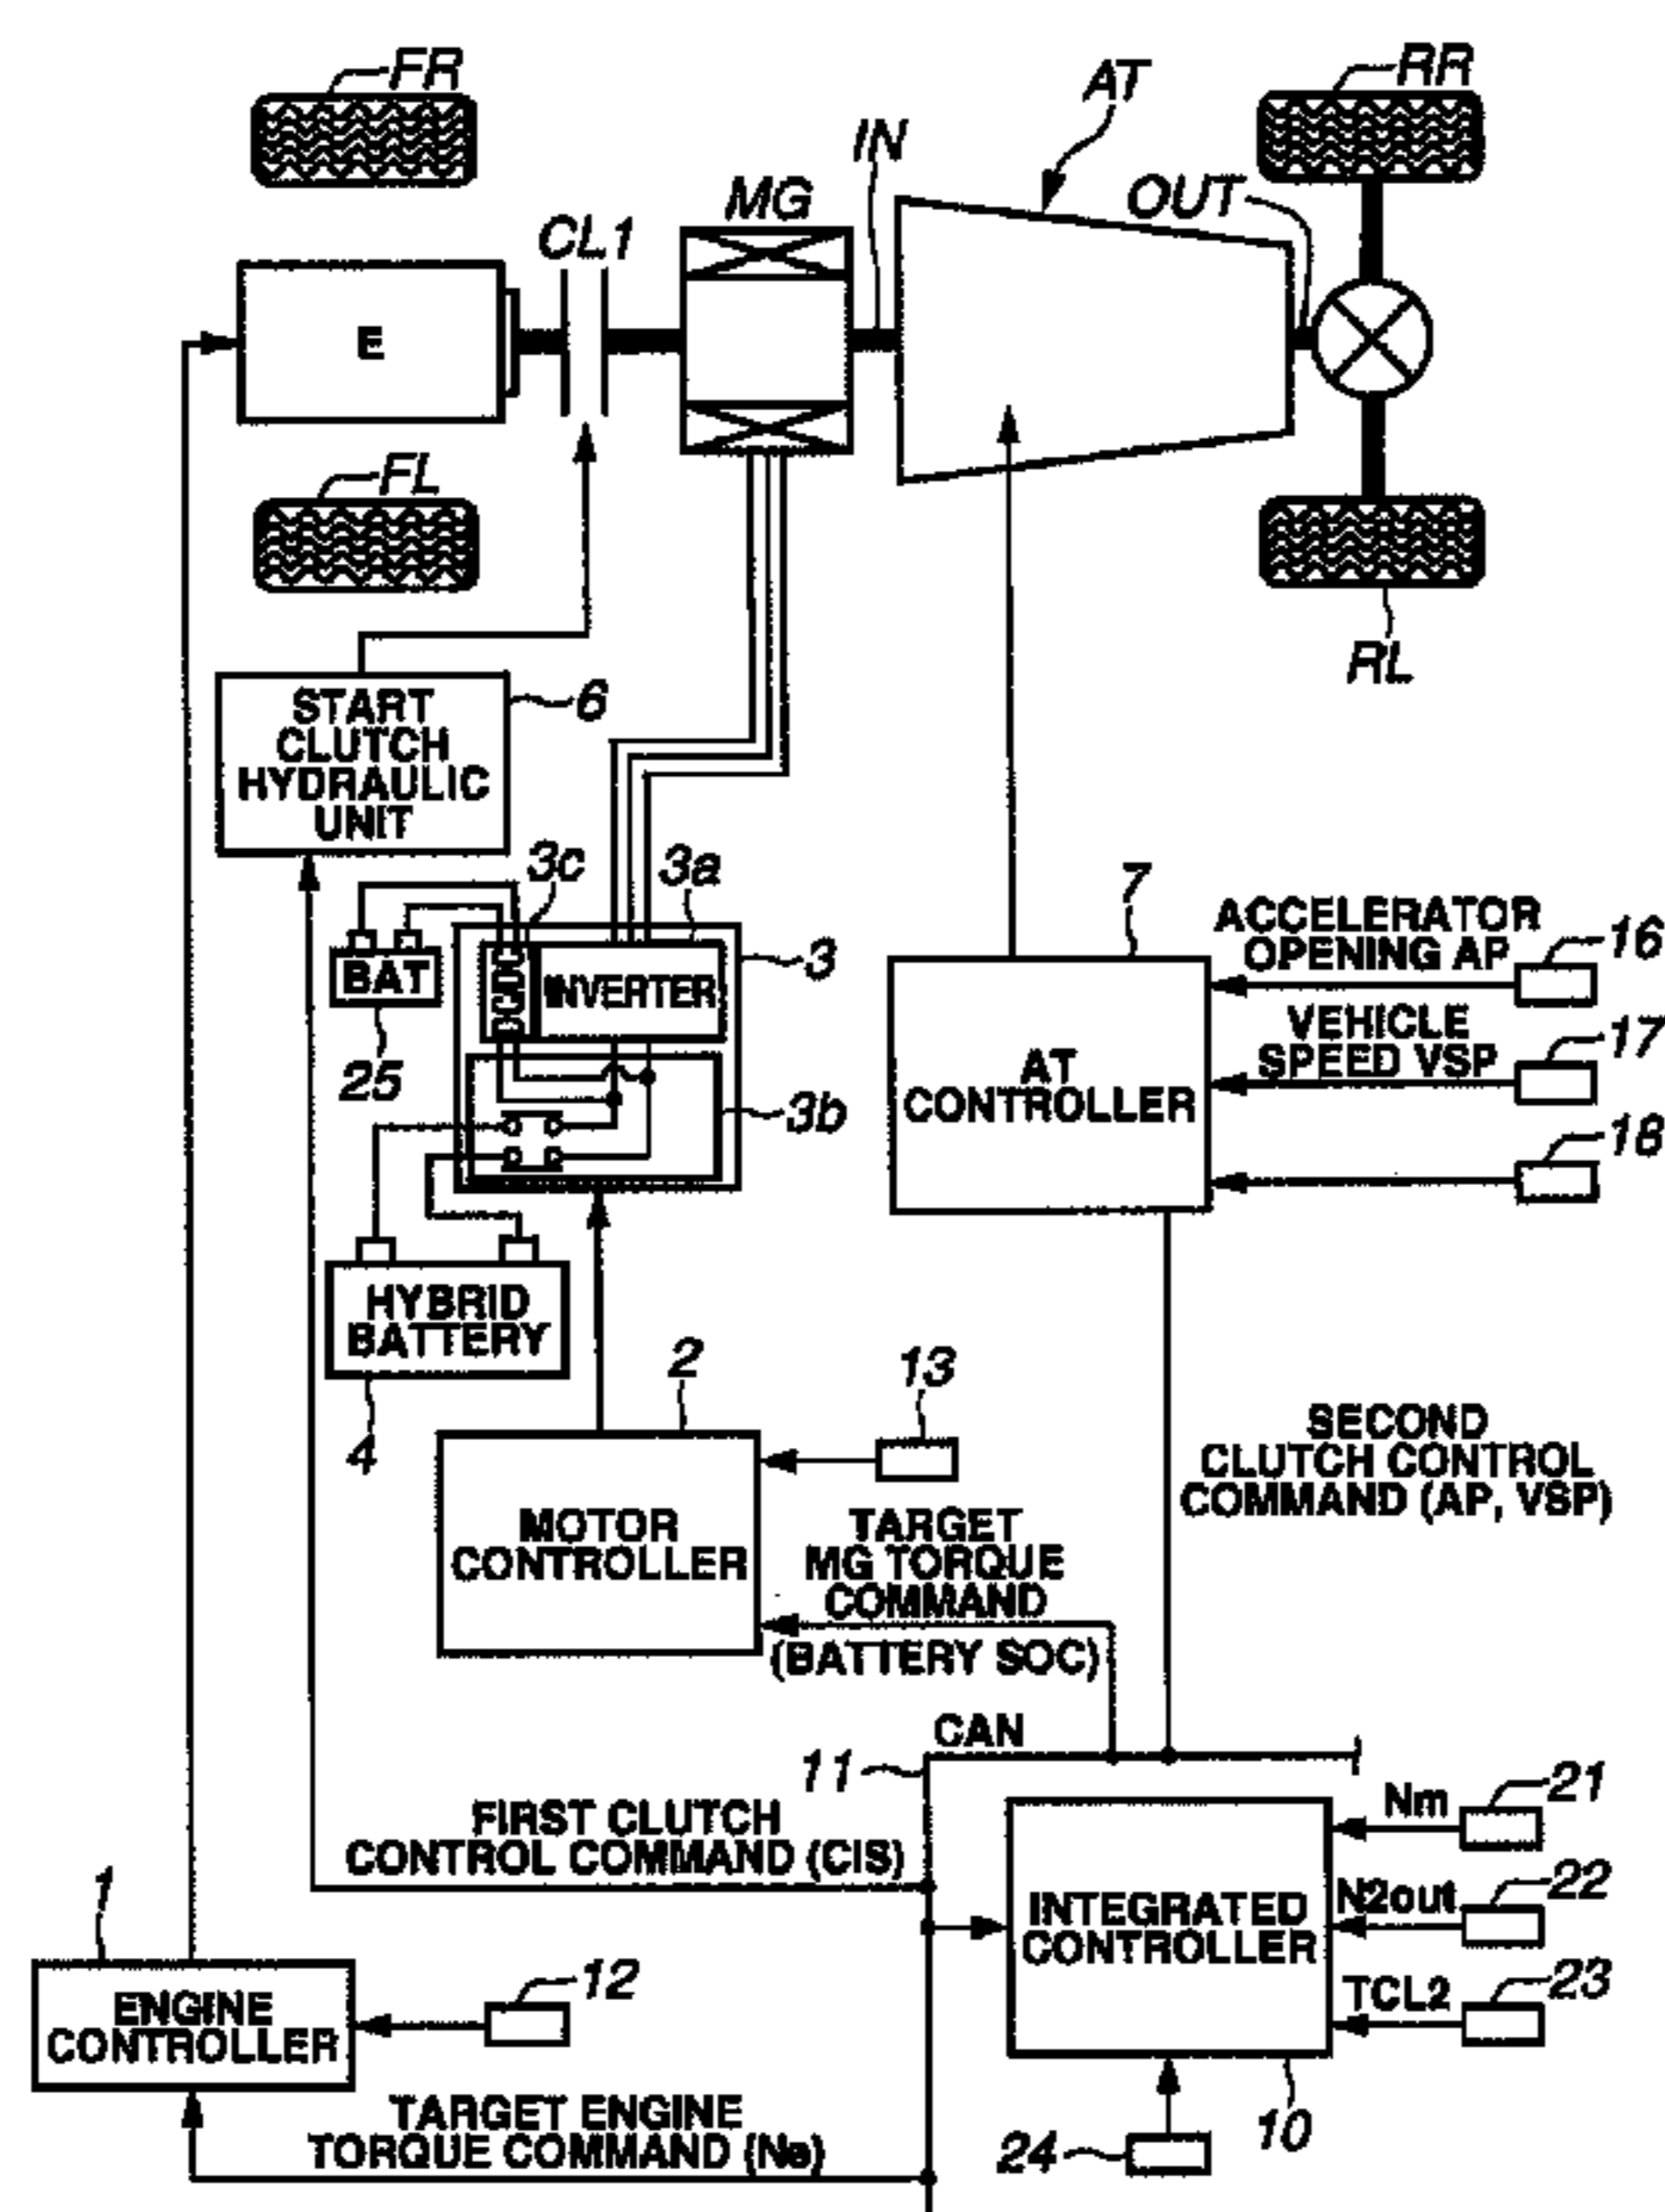 FR
RR
AT
IN
OUT
MG
CL1
E
FL
RL
START
CLUTCH
HYDRAULIC
UNIT
6
3c
3a
3
7
ACCELERATOR
OPENING AP
16
BAT
DC/DC
INVERTER
VEHICLE
SPEED VSP
17
25
AT
CONTROLLER
3b
18
HYBRID
BATTERY
4
2
13
SECOND
CLUTCH CONTROL
COMMAND (AP, VSP)
MOTOR
CONTROLLER
TARGET
MG TORQUE
COMMAND
(BATTERY SOC)
CAN
11
Nm
21
FIRST CLUTCH
CONTROL COMMAND (CIS)
1
INTEGRATED
CONTROLLER
N2out
22
12
TCL2
23
ENGINE
CONTROLLER
TARGET ENGINE
TORQUE COMMAND (Ne)
24
10